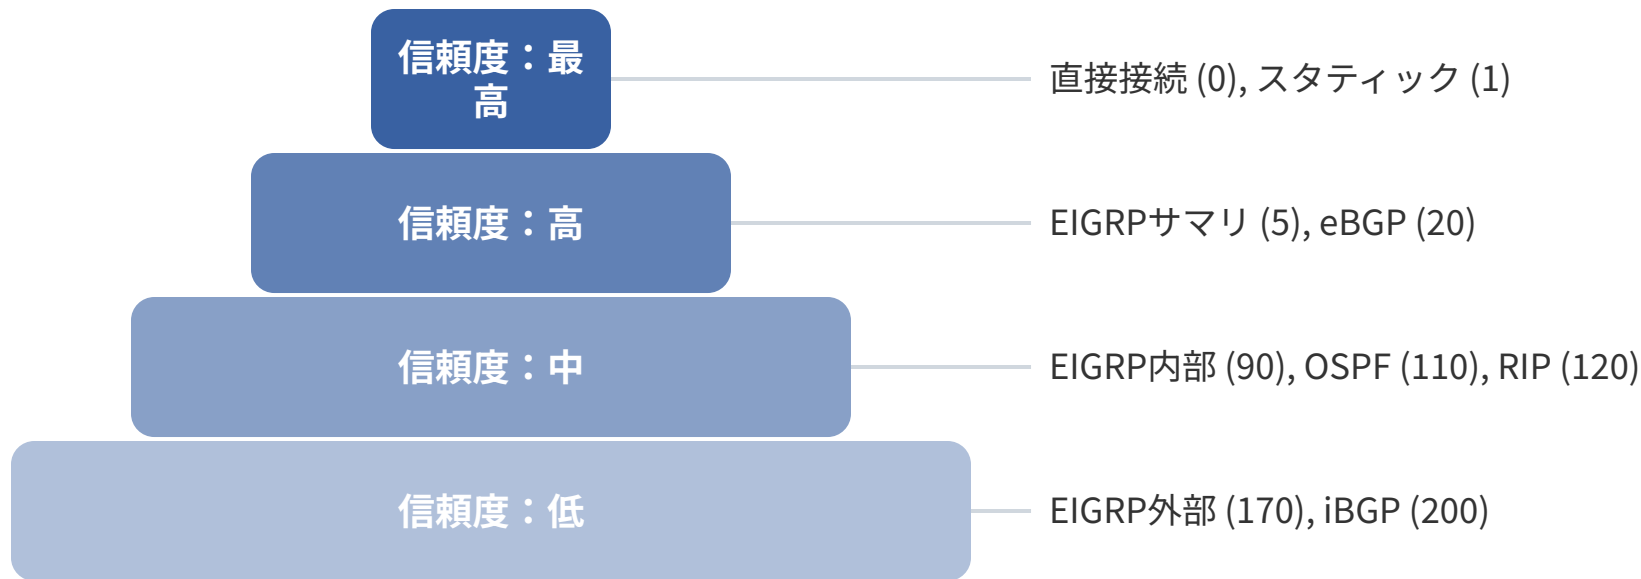 信頼度：最
高
直接接続 (0), スタティック (1)
信頼度：高
EIGRPサマリ (5), eBGP (20)
信頼度：中
EIGRP内部 (90), OSPF (110), RIP (120)
信頼度：低
EIGRP外部 (170), iBGP (200)